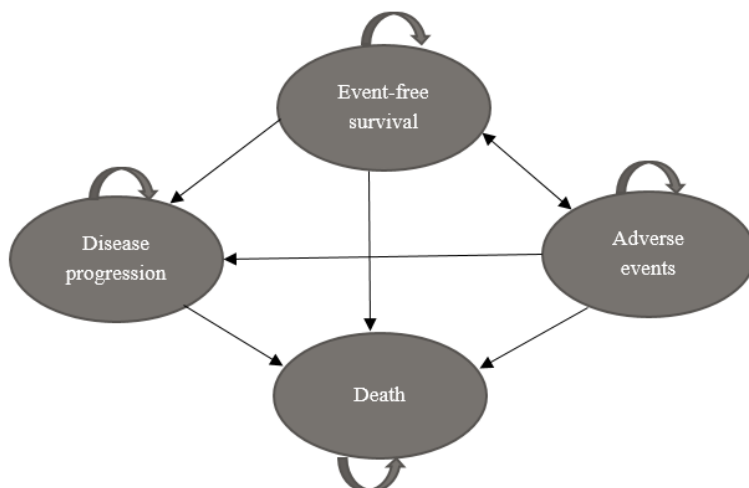 Event-free
survival
Disease
progression
Adverse
events
Death